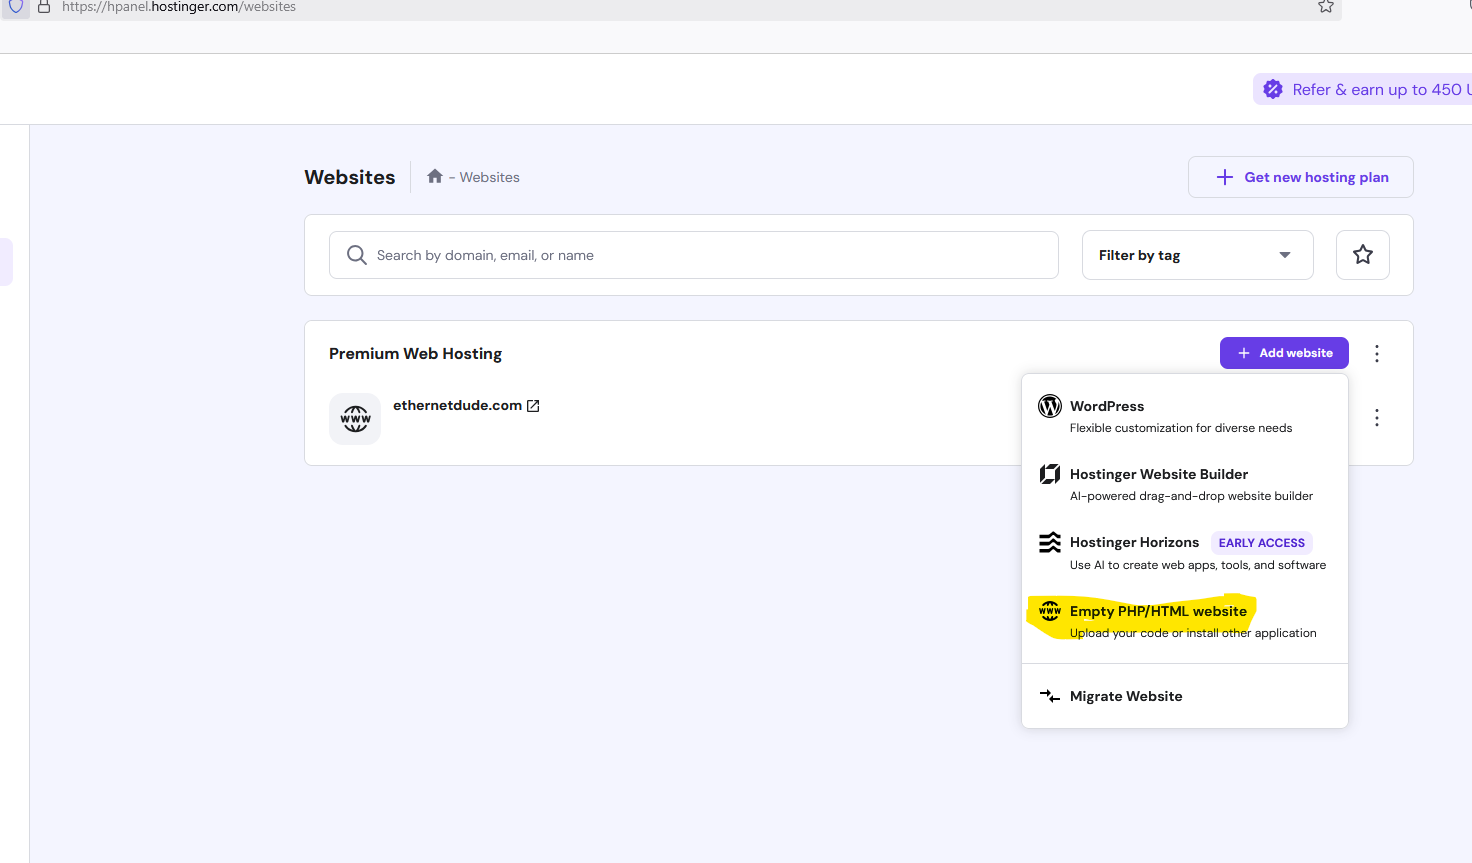 https://hpanel.hostinger.com/websites
Refer & earn up to 450 U
Websites
- Websites
Get new hosting plan
Search by domain, email, or name
Filter by tag
Premium Web Hosting
Add website
www
ethernetdude.com
WordPress
Flexible customization for diverse needs
Hostinger Website Builder
AI-powered drag-and-drop website builder
Hostinger Horizons EARLY ACCESS
Use AI to create web apps, tools, and software
www Empty PHP/HTML website
Upload your code or install other application
Migrate Website